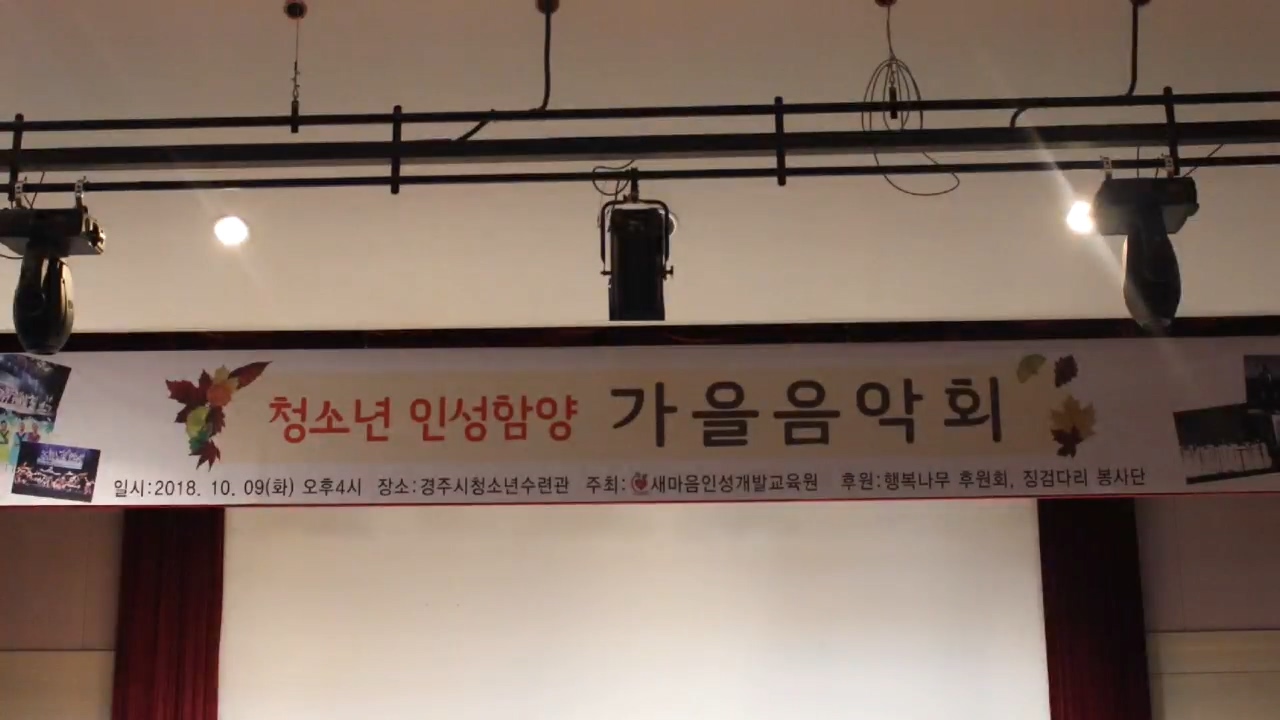 청소년 인성함양 가을음악회
일시:2018. 10. 09(화) 오후4시 장소:경주시청소년수련관 주최:새마음인성개발교육원 후원:행복나무 후원회, 징검다리 봉사단